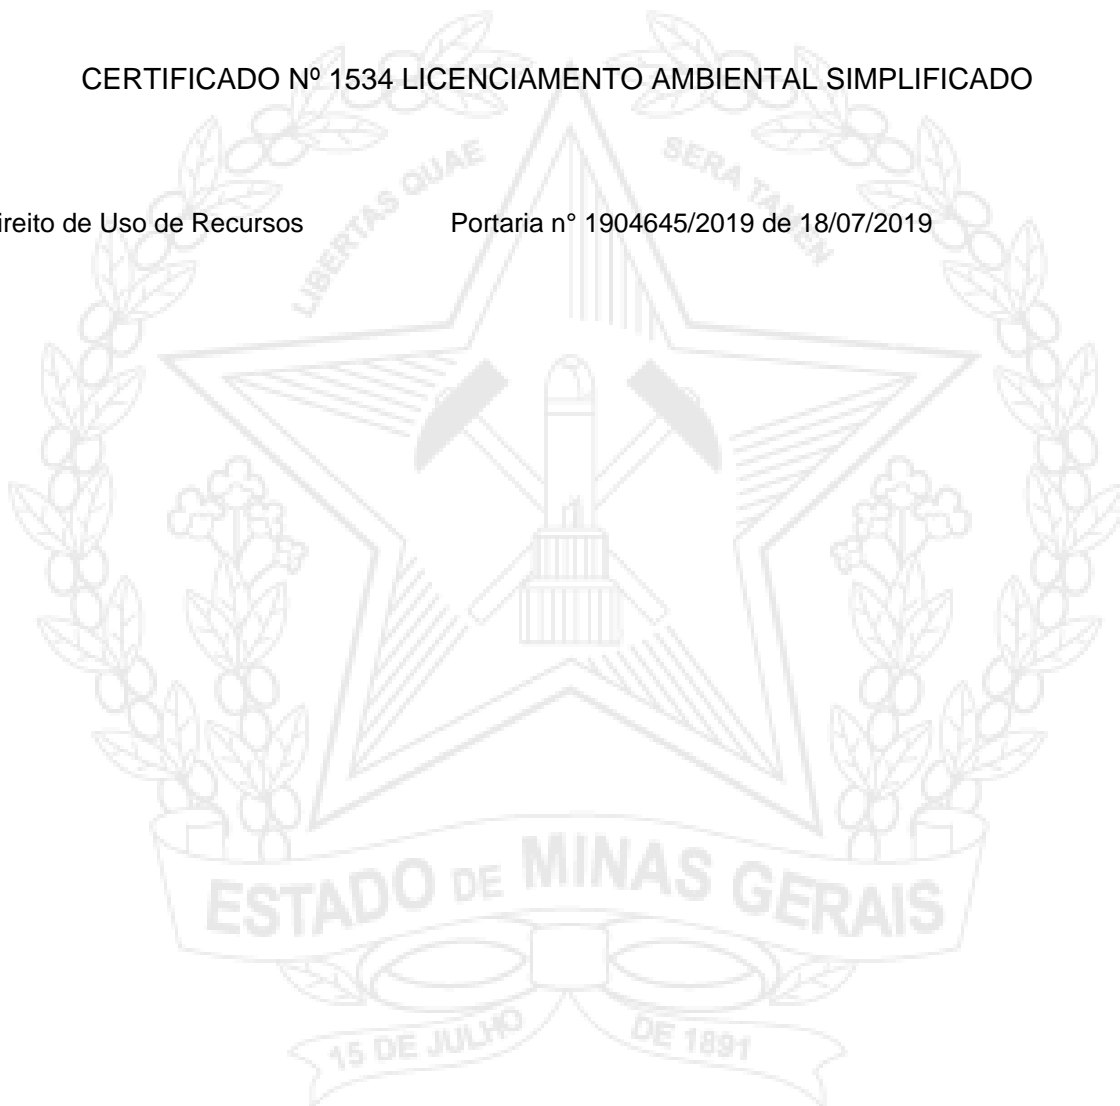 CERTIFICADO Nº 1534 LICENCIAMENTO AMBIENTAL SIMPLIFICADO
LIBERTAS QUAE SERA TAMEN
ireito de Uso de Recursos Portaria n° 1904645/2019 de 18/07/2019
ESTADO DE MINAS GERAIS
15 DE JULHO DE 1891